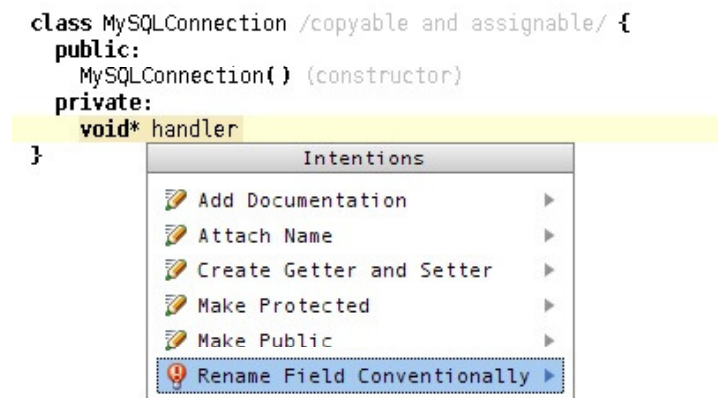 class MySQLConnection /copyable and assignable/ {
public:
MySQLConnection() (constructor)
private:
void* handler
}
Intentions
Add Documentation
Attach Name
Create Getter and Setter
Make Protected
Make Public
Rename Field Conventionally